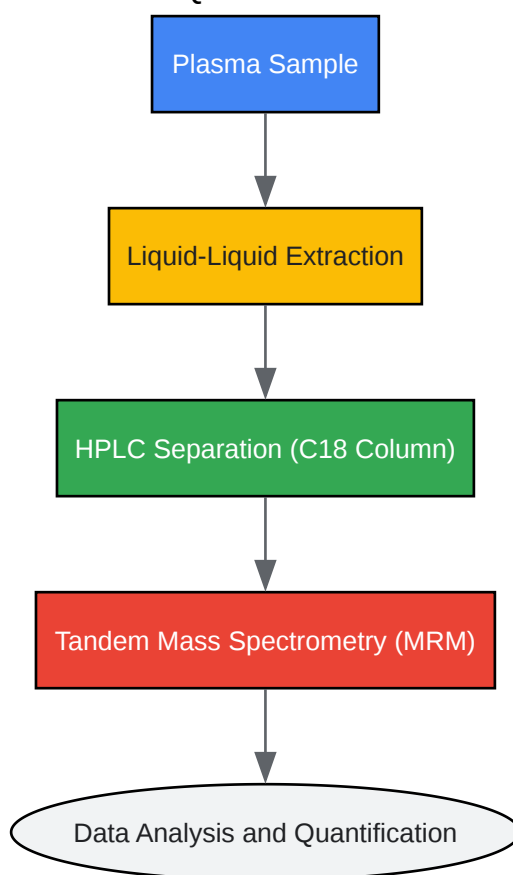 Plasma Sample
Liquid-Liquid Extraction
HPLC Separation (C18 Column)
Tandem Mass Spectrometry (MRM)
Data Analysis and Quantification